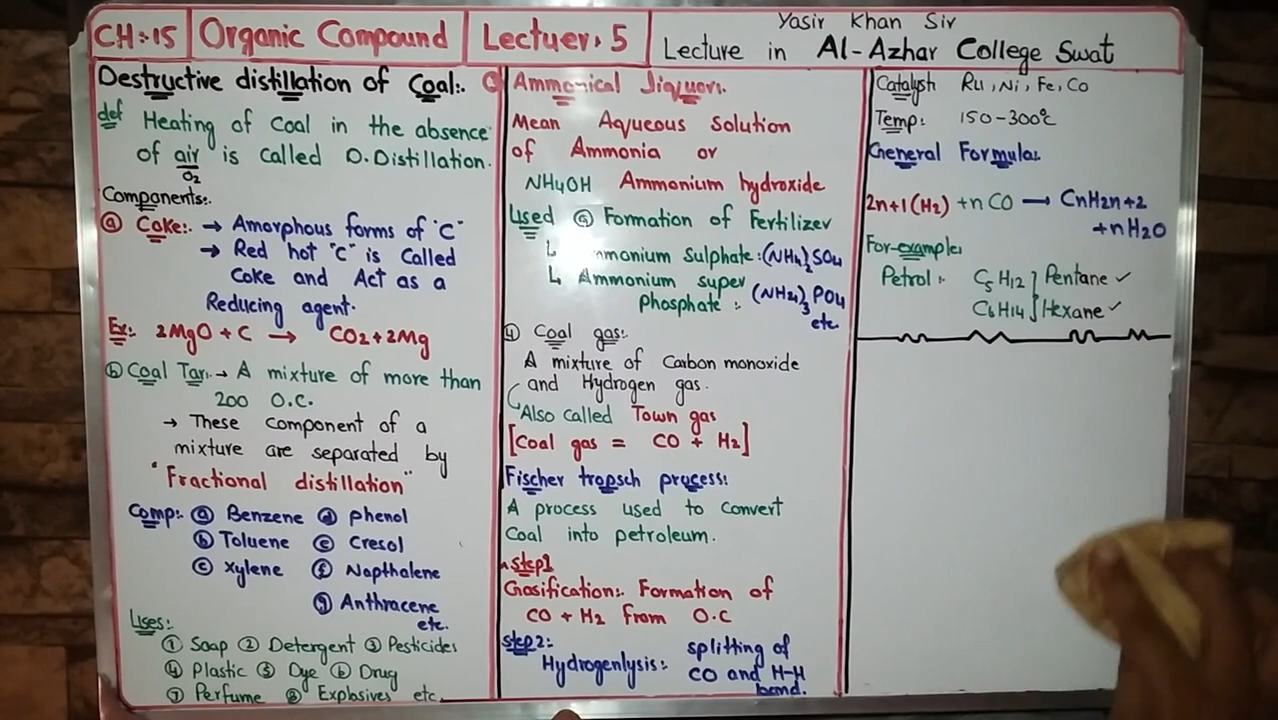 CH:15
Organic Compound
Lectuer: 5
Yasir Khan Sir
Lecture in Al-Azhar College Swat
Destructive distillation of Coal:.
def Heating of Coal in the absence
of air is called D.Distillation.
O2
Components:.
ⓐ Coke:. → Amorphous forms of "C"
→ Red hot "C" is Called
Coke and Act as a
Reducing agent.
Ex: 2MgO + C → CO2 + 2Mg
ⓑ Coal Tar:. → A mixture of more than
200 O.C.
→ These component of a
mixture are separated by
"Fractional distillation"
Comp: ⓐ Benzene ⓓ Phenol
ⓑ Toluene ⓔ Cresol
ⓒ Xylene ⓕ Napthalene
ⓖ Anthracene
etc.
Uses:
① Soap ② Detergent ③ Pesticides
④ Plastic ⑤ Dye ⑥ Drug
⑦ Perfume ⑧ Explosives etc.
Ammonical liquor:.
Mean Aqueous Solution
of Ammonia or
NH4OH Ammonium hydroxide
Used ⓐ Formation of Fertilizer
mmonium Sulphate: (NH4)2SO4
Ammonium super
Phosphate: (NH4)3PO4
etc.
Coal gas:.
A mixture of Carbon monoxide
and Hydrogen gas.
Also called Town gas
[Coal gas = CO + H2]
Fischer tropsch process:
A process used to convert
Coal into petroleum.
Step1
Gasification:. Formation of
CO + H2 from O.C
Step2: splitting of
Hydrogenlysis:. CO and H-H
bond.
Catalyst: Ru, Ni, Fe, Co
Temp: 150-300°C
General Formula:.
2n+1(H2) + nCO → CnH2n+2
+nH2O
For-example:
Petrol:. C5H12 ] Pentane ✓
C6H14 ] Hexane ✓